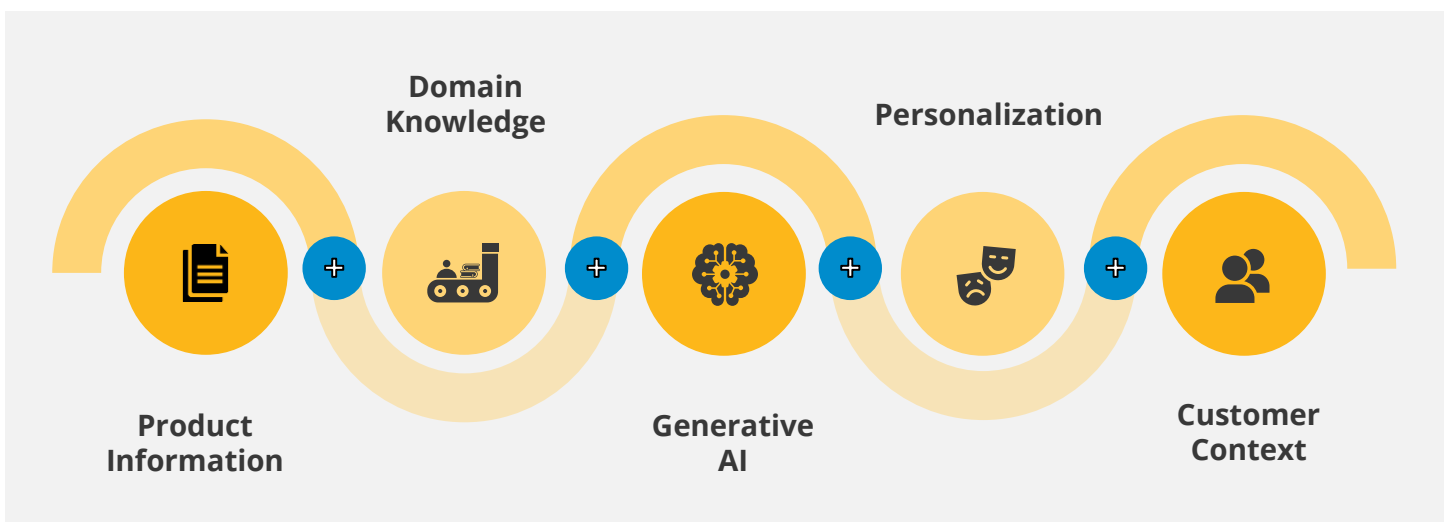 Domain
Knowledge
Personalization
+
+
+
+
Product
Information
Generative
AI
Customer
Context